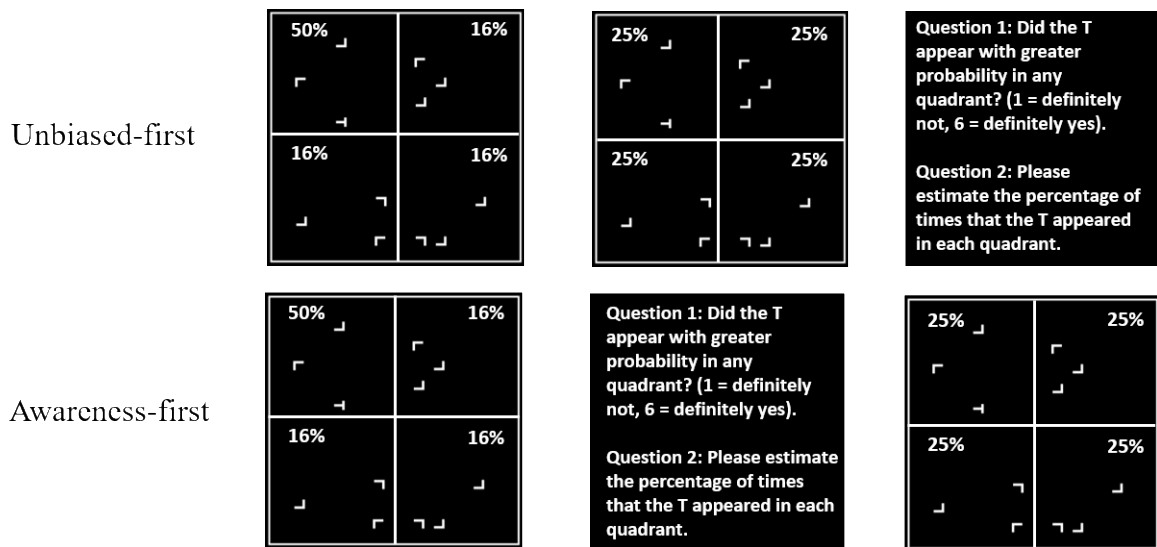 50% 16%
16% 16%
25% 25%
25% 25%
Question 1: Did the T
appear with greater
probability in any
quadrant? (1 = definitely
not, 6 = definitely yes).
Question 2: Please
estimate the percentage of
times that the T appeared
in each quadrant.
Unbiased-first
50% 16%
16% 16%
Question 1: Did the T
appear with greater
probability in any
quadrant? (1 = definitely
not, 6 = definitely yes).
Question 2: Please estimate
the percentage of times
that the T appeared in each
quadrant.
25% 25%
25% 25%
Awareness-first